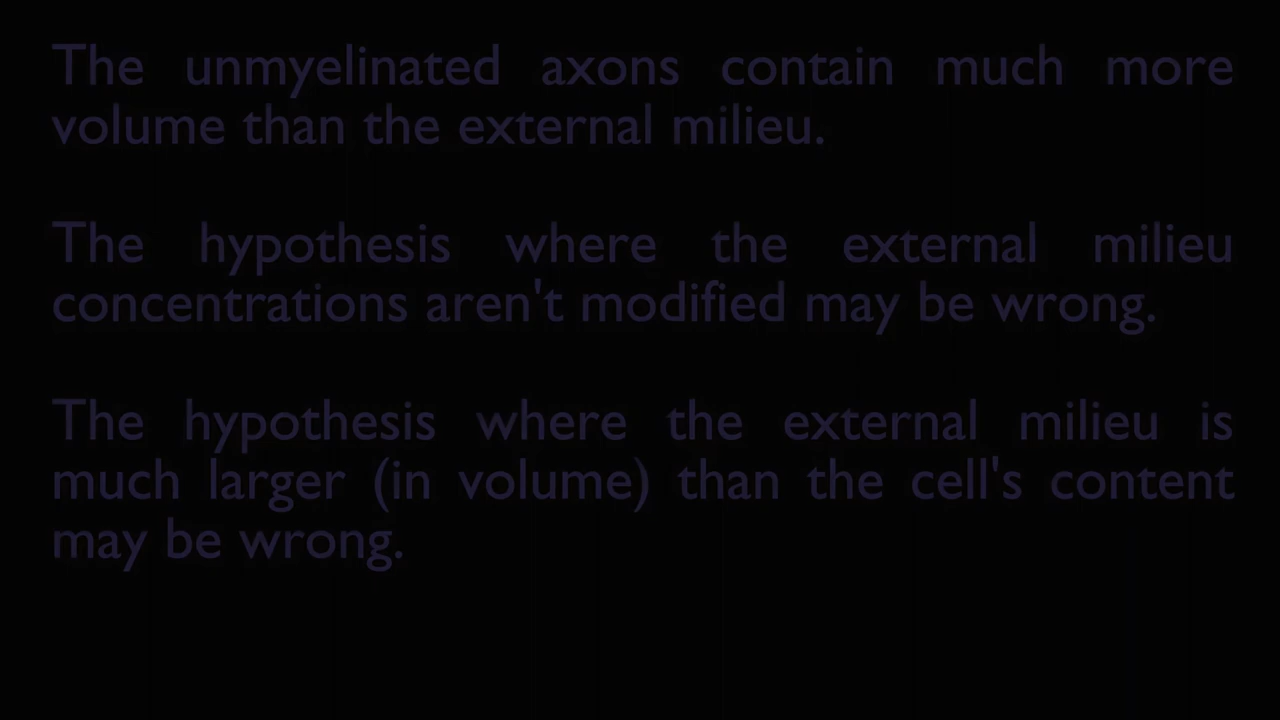 The unmyelinated axons contain much more
volume than the external milieu.
The hypothesis where the external milieu
concentrations aren't modified may be wrong.
The hypothesis where the external milieu is
much larger (in volume) than the cell's content
may be wrong.